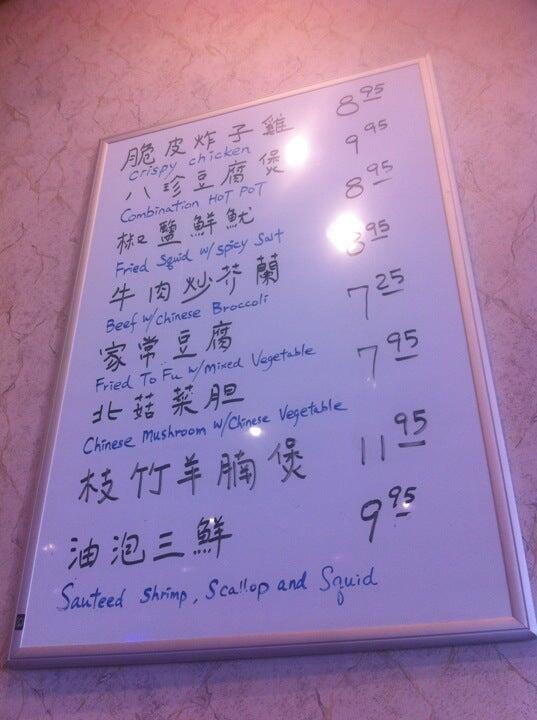 脆皮炸子雞 8.95
crispy chicken
八珍豆腐煲 9.95
Combination HOT POT
椒鹽鮮魷 8.95
Fried Squid w/ spicy Salt
牛肉炒芥蘭 8.95
Beef w/Chinese Broccoli
家常豆腐 7.25
Fried To Fu w/mixed Vegetable
北菇菜胆 7.95
Chinese Mushroom w/Chinese Vegetable
枝竹羊腩煲 11.95
油泡三鮮 9.95
Sauteed Shrimp, Scallop and Squid